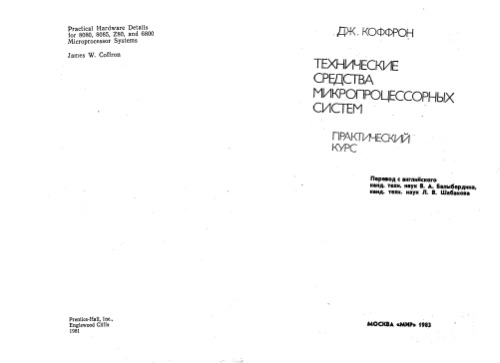 Practical Hardware Details
for 8080, 8085, Z80, and 6800
Microprocessor Systems
James W. Coffron
Prentice-Hall, Inc.,
Englewood Cliffs
1981
ДЖ. КОФФРОН
ТЕХНИЧЕСКИЕ
СРЕДСТВА
МИКРОПРОЦЕССОРНЫХ
СИСТЕМ
ПРАКТИЧЕСКИЙ
КУРС
Перевод с английского
канд. техн. наук В. А. Балыбердина,
канд. техн. наук Л. В. Шабанова
МОСКВА «МИР» 1983